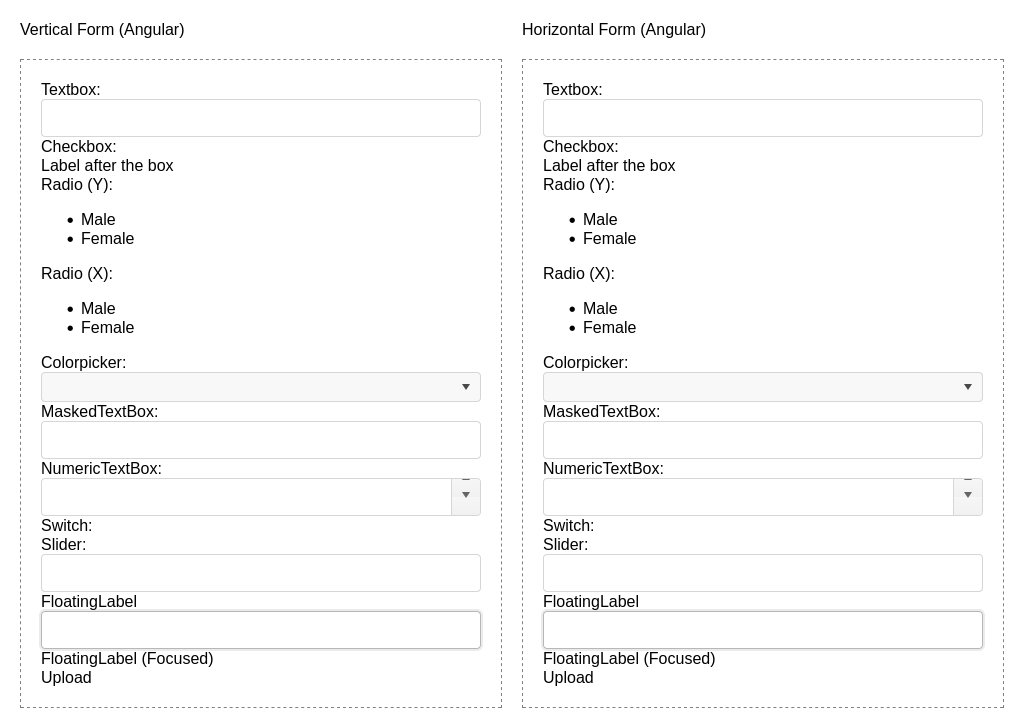 Vertical Form (Angular)
Textbox:
Checkbox:
Label after the box
Radio (Y):
Male
Female
Radio (X):
Male
Female
Colorpicker:
MaskedTextBox:
NumericTextBox:
Switch:
Slider:
FloatingLabel
FloatingLabel (Focused)
Upload
Horizontal Form (Angular)
Textbox:
Checkbox:
Label after the box
Radio (Y):
Male
Female
Radio (X):
Male
Female
Colorpicker:
MaskedTextBox:
NumericTextBox:
Switch:
Slider:
FloatingLabel
FloatingLabel (Focused)
Upload